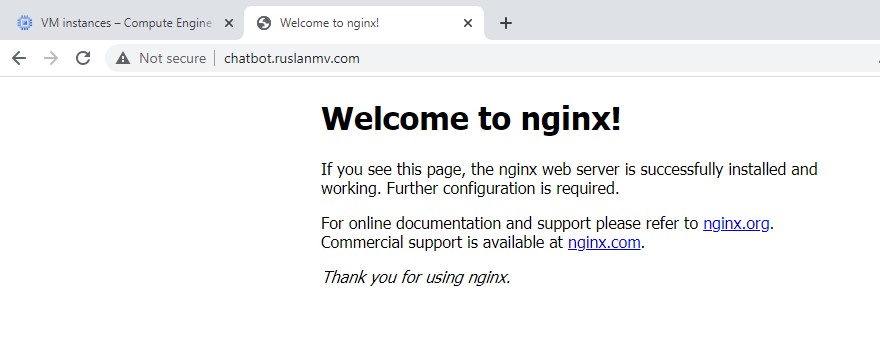 VM instances – Compute Engine
Welcome to nginx!
Not secure
chatbot.ruslanmv.com
Welcome to nginx!
If you see this page, the nginx web server is successfully installed and
working. Further configuration is required.
For online documentation and support please refer to nginx.org.
Commercial support is available at nginx.com.
Thank you for using nginx.